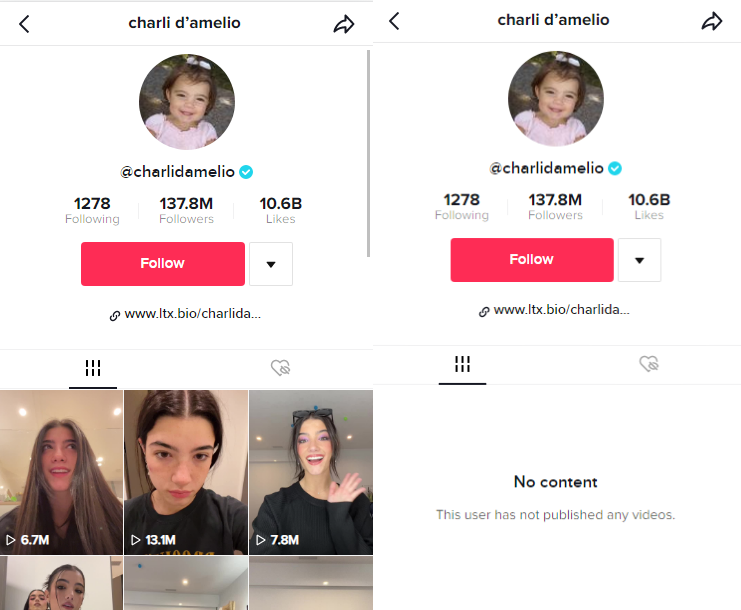 charli d'amelio
@charlidamelio
1278 137.8M 10.6B
Following Followers Likes
Follow
www.ltx.bio/charlida...
6.7M 13.1M 7.8M
charli d'amelio
@charlidamelio
1278 137.8M 10.6B
Following Followers Likes
Follow
www.ltx.bio/charlida...
No content
This user has not published any videos.